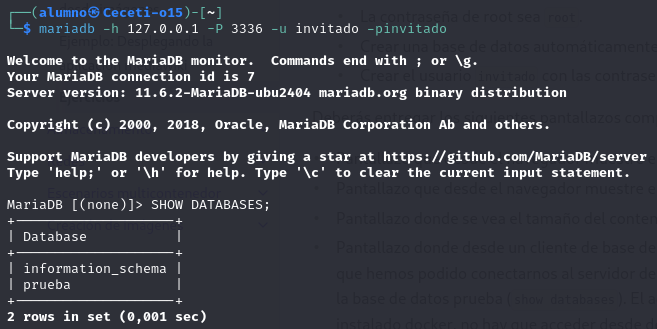 ┌──(alumno㉿Ceceti-o15)-[~]
└─$ mariadb -h 127.0.0.1 -P 3336 -u invitado -pinvitado
Welcome to the MariaDB monitor.  Commands end with ; or \g.
Your MariaDB connection id is 7
Server version: 11.6.2-MariaDB-ubu2404 mariadb.org binary distribution
Copyright (c) 2000, 2018, Oracle, MariaDB Corporation Ab and others.
Support MariaDB developers by giving a star at https://github.com/MariaDB/server
Type 'help;' or '\h' for help. Type '\c' to clear the current input statement.
MariaDB [(none)]> SHOW DATABASES;
+--------------------+
| Database           |
+--------------------+
| information_schema |
| prueba             |
+--------------------+
2 rows in set (0,001 sec)